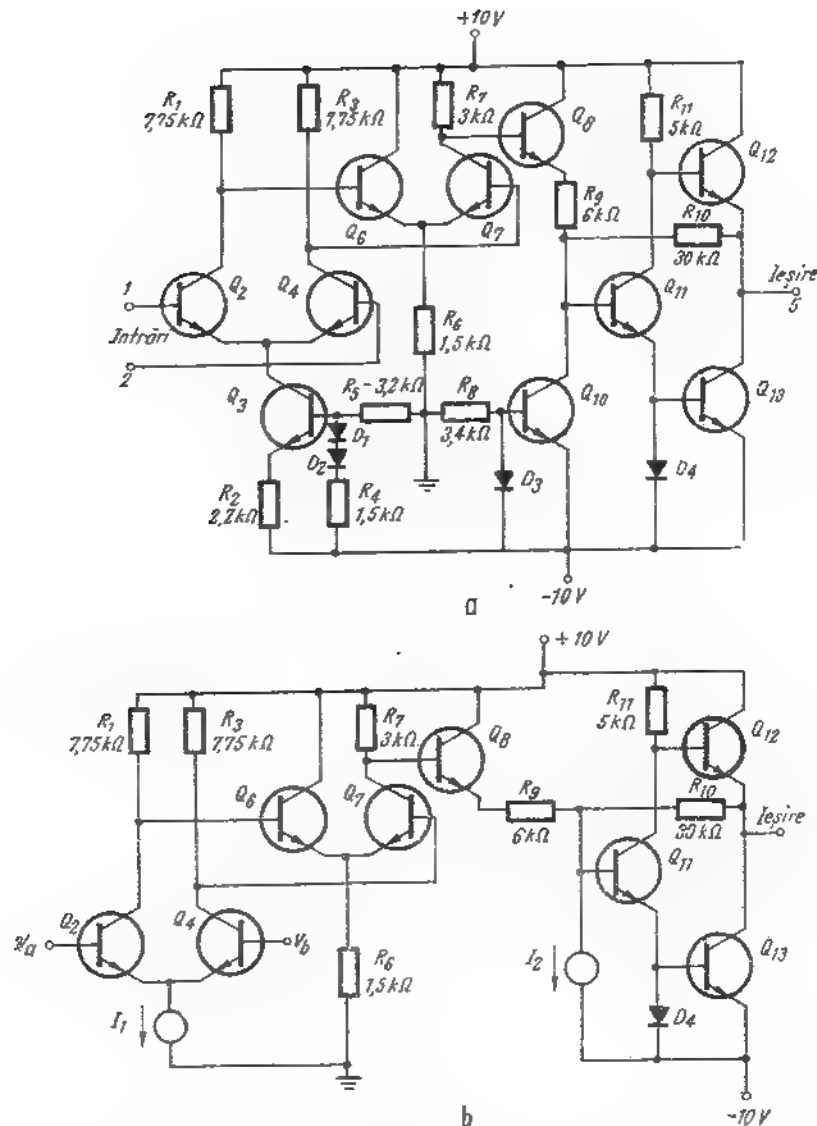 +10V
R1
7,75kΩ
R3
7,75kΩ
R7
3kΩ
Q8
R11
5kΩ
Q12
R9
6kΩ
R10
30kΩ
Q6
Q7
Q2
Q4
1
Intrări
2
R6
1,5kΩ
Q11
Ieşire
5
Q3
R5-3,2kΩ
R8
3,4kΩ
Q10
Q13
D1
D2
D3
D4
R2
2,2kΩ
R4
1,5kΩ
-10V
a
+10V
R1
7,75kΩ
R3
7,75kΩ
R7
3kΩ
Q8
R11
5kΩ
Q12
Q6
Q7
R9
6kΩ
R10
30kΩ
Ieşire
Q11
Q2
Q4
va
vb
R6
1,5kΩ
I1
I2
Q13
D4
-10V
b